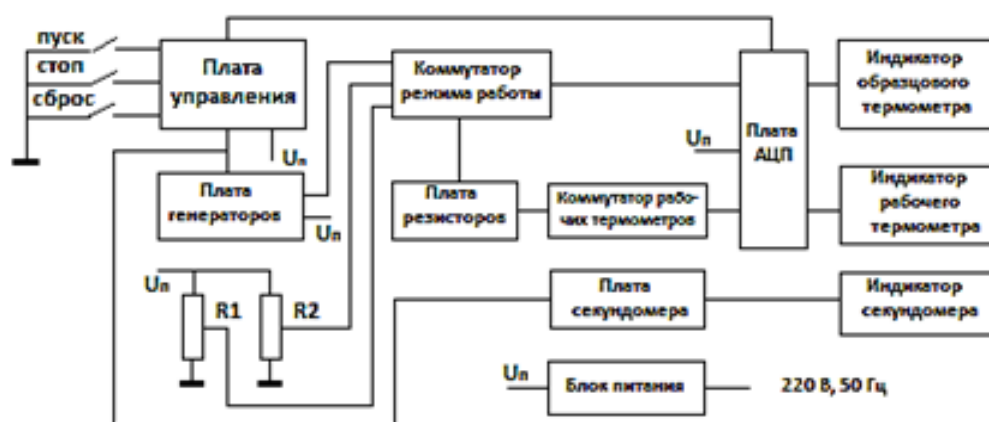 пуск
стоп
сброс
Плата
управления
Uп
Плата
генераторов
Uп
Коммутатор
режима работы
Плата
резисторов
Коммутатор рабо-
чих термометров
Uп
Плата
АЦП
Индикатор
образцового
термометра
Индикатор
рабочего
термометра
Uп
R1
R2
Плата
секундомера
Индикатор
секундомера
Uп
Блок питания
220 В, 50 Гц